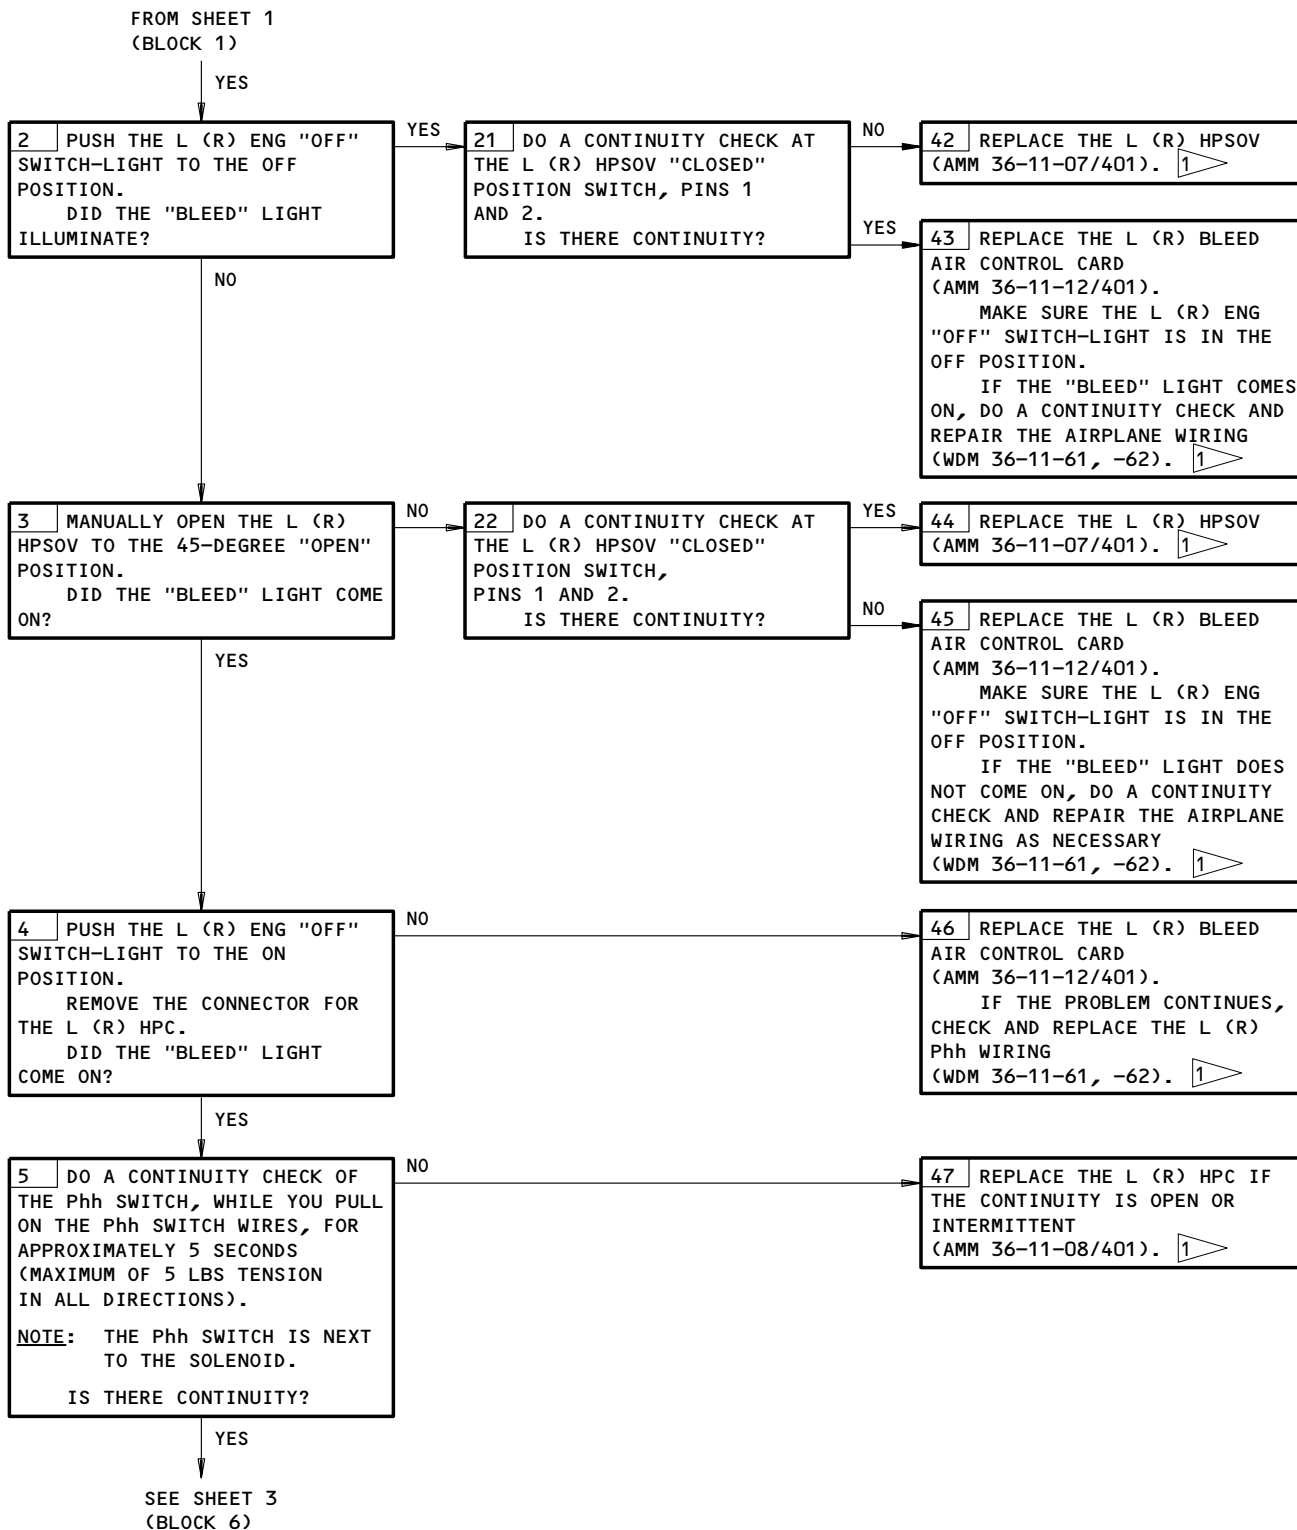 FROM SHEET 1
(BLOCK 1)
YES
2 PUSH THE L (R) ENG "OFF"
SWITCH-LIGHT TO THE OFF
POSITION.
DID THE "BLEED" LIGHT
ILLUMINATE?
YES
NO
21 DO A CONTINUITY CHECK AT
THE L (R) HPSOV "CLOSED"
POSITION SWITCH, PINS 1
AND 2.
IS THERE CONTINUITY?
NO
42 REPLACE THE L (R) HPSOV
(AMM 36-11-07/401). 1
YES
43 REPLACE THE L (R) BLEED
AIR CONTROL CARD
(AMM 36-11-12/401).
MAKE SURE THE L (R) ENG
"OFF" SWITCH-LIGHT IS IN THE
OFF POSITION.
IF THE "BLEED" LIGHT COMES
ON, DO A CONTINUITY CHECK AND
REPAIR THE AIRPLANE WIRING
(WDM 36-11-61, -62). 1
3 MANUALLY OPEN THE L (R)
HPSOV TO THE 45-DEGREE "OPEN"
POSITION.
DID THE "BLEED" LIGHT COME
ON?
NO
YES
22 DO A CONTINUITY CHECK AT
THE L (R) HPSOV "CLOSED"
POSITION SWITCH,
PINS 1 AND 2.
IS THERE CONTINUITY?
YES
44 REPLACE THE L (R) HPSOV
(AMM 36-11-07/401). 1
NO
45 REPLACE THE L (R) BLEED
AIR CONTROL CARD
(AMM 36-11-12/401).
MAKE SURE THE L (R) ENG
"OFF" SWITCH-LIGHT IS IN THE
OFF POSITION.
IF THE "BLEED" LIGHT DOES
NOT COME ON, DO A CONTINUITY
CHECK AND REPAIR THE AIRPLANE
WIRING AS NECESSARY
(WDM 36-11-61, -62). 1
4 PUSH THE L (R) ENG "OFF"
SWITCH-LIGHT TO THE ON
POSITION.
REMOVE THE CONNECTOR FOR
THE L (R) HPC.
DID THE "BLEED" LIGHT
COME ON?
NO
YES
46 REPLACE THE L (R) BLEED
AIR CONTROL CARD
(AMM 36-11-12/401).
IF THE PROBLEM CONTINUES,
CHECK AND REPLACE THE L (R)
Phh WIRING
(WDM 36-11-61, -62). 1
5 DO A CONTINUITY CHECK OF
THE Phh SWITCH, WHILE YOU PULL
ON THE Phh SWITCH WIRES, FOR
APPROXIMATELY 5 SECONDS
(MAXIMUM OF 5 LBS TENSION
IN ALL DIRECTIONS).
NOTE: THE Phh SWITCH IS NEXT
TO THE SOLENOID.
IS THERE CONTINUITY?
NO
47 REPLACE THE L (R) HPC IF
THE CONTINUITY IS OPEN OR
INTERMITTENT
(AMM 36-11-08/401). 1
YES
SEE SHEET 3
(BLOCK 6)